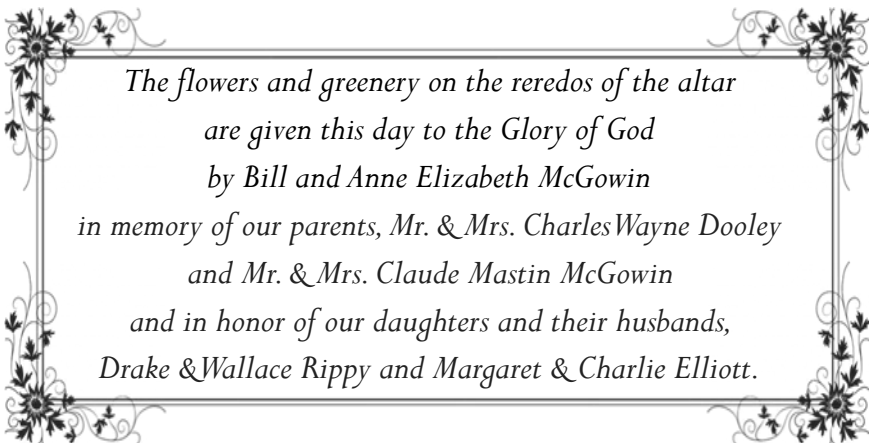 The flowers and greenery on the reredos of the altar
are given this day to the Glory of God
by Bill and Anne Elizabeth McGowin
in memory of our parents, Mr. & Mrs. Charles Wayne Dooley
and Mr. & Mrs. Claude Mastin McGowin
and in honor of our daughters and their husbands,
Drake & Wallace Rippy and Margaret & Charlie Elliott.